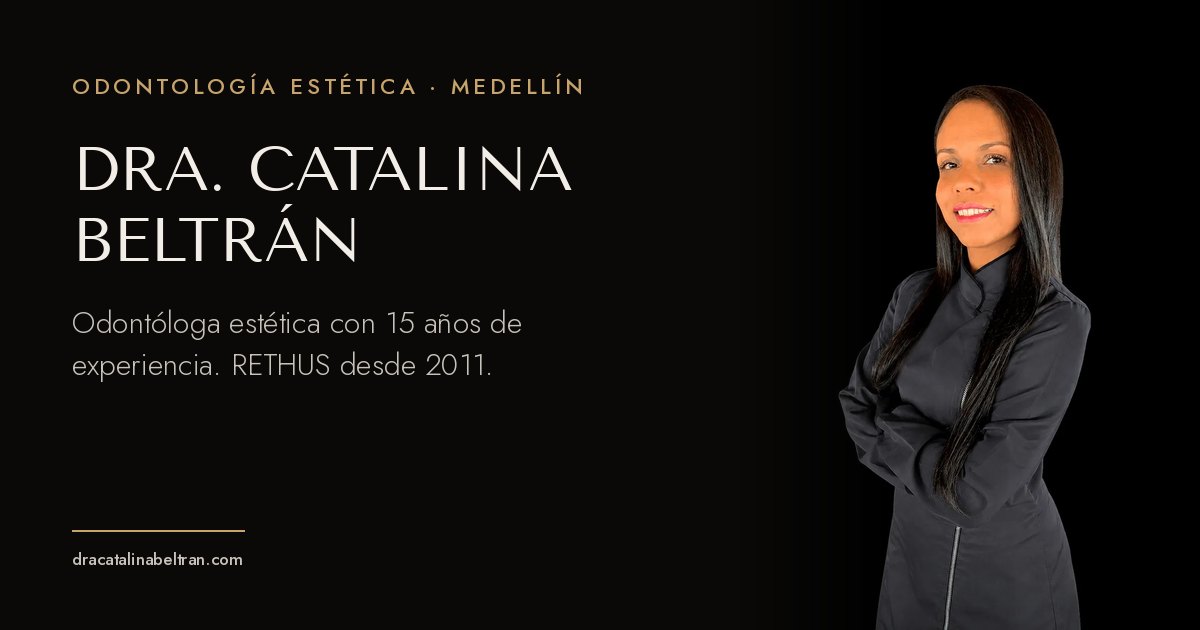 ODONTOLOGÍA ESTÉTICA · MEDELLÍN
DRA. CATALINA
BELTRÁN
Odontóloga estética con 15 años de
experiencia. RETHUS desde 2011.
dracatalinabeltran.com